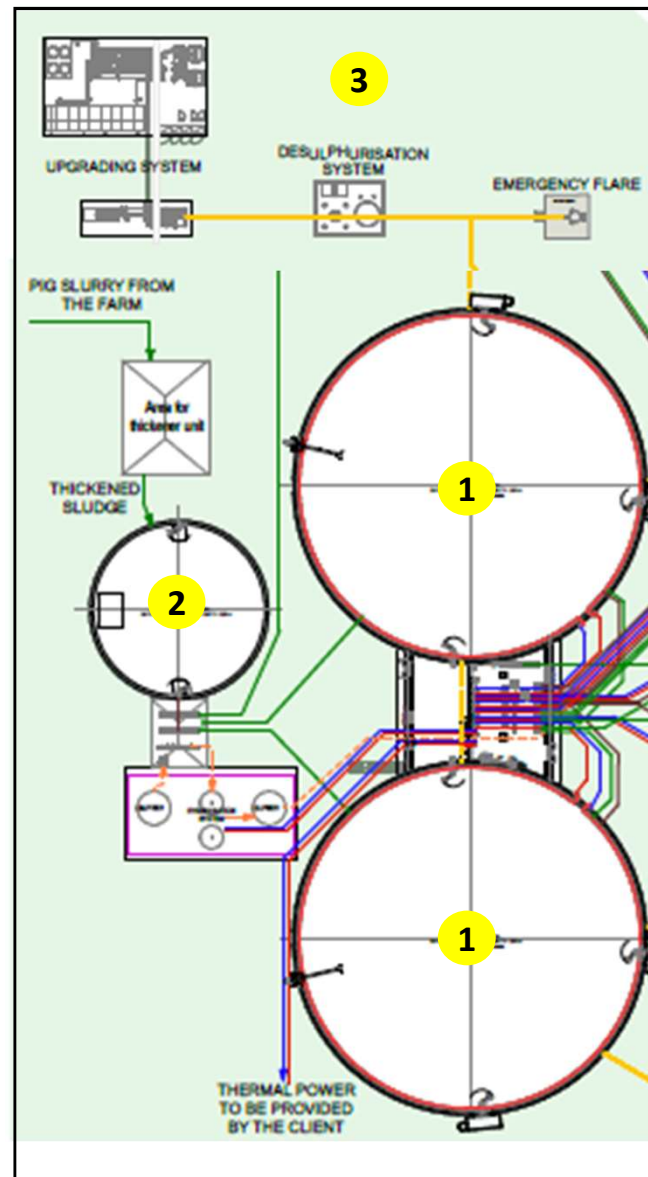 3
UPGRADING SYSTEM
DESULPHURISATION
SYSTEM
EMERGENCY FLARE
PIG SLURRY FROM
THE FARM
Area for
thickener unit
THICKENED
SLUDGE
1
2
1
THERMAL POWER
TO BE PROVIDED
BY THE CLIENT